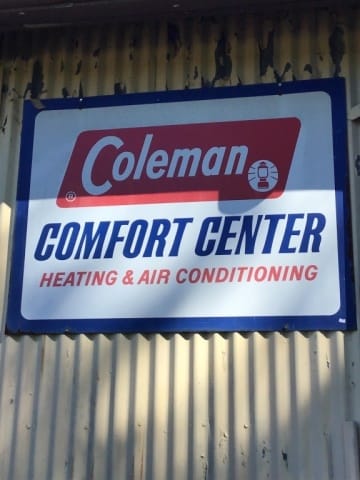 Coleman
®
COMFORT CENTER
HEATING & AIR CONDITIONING